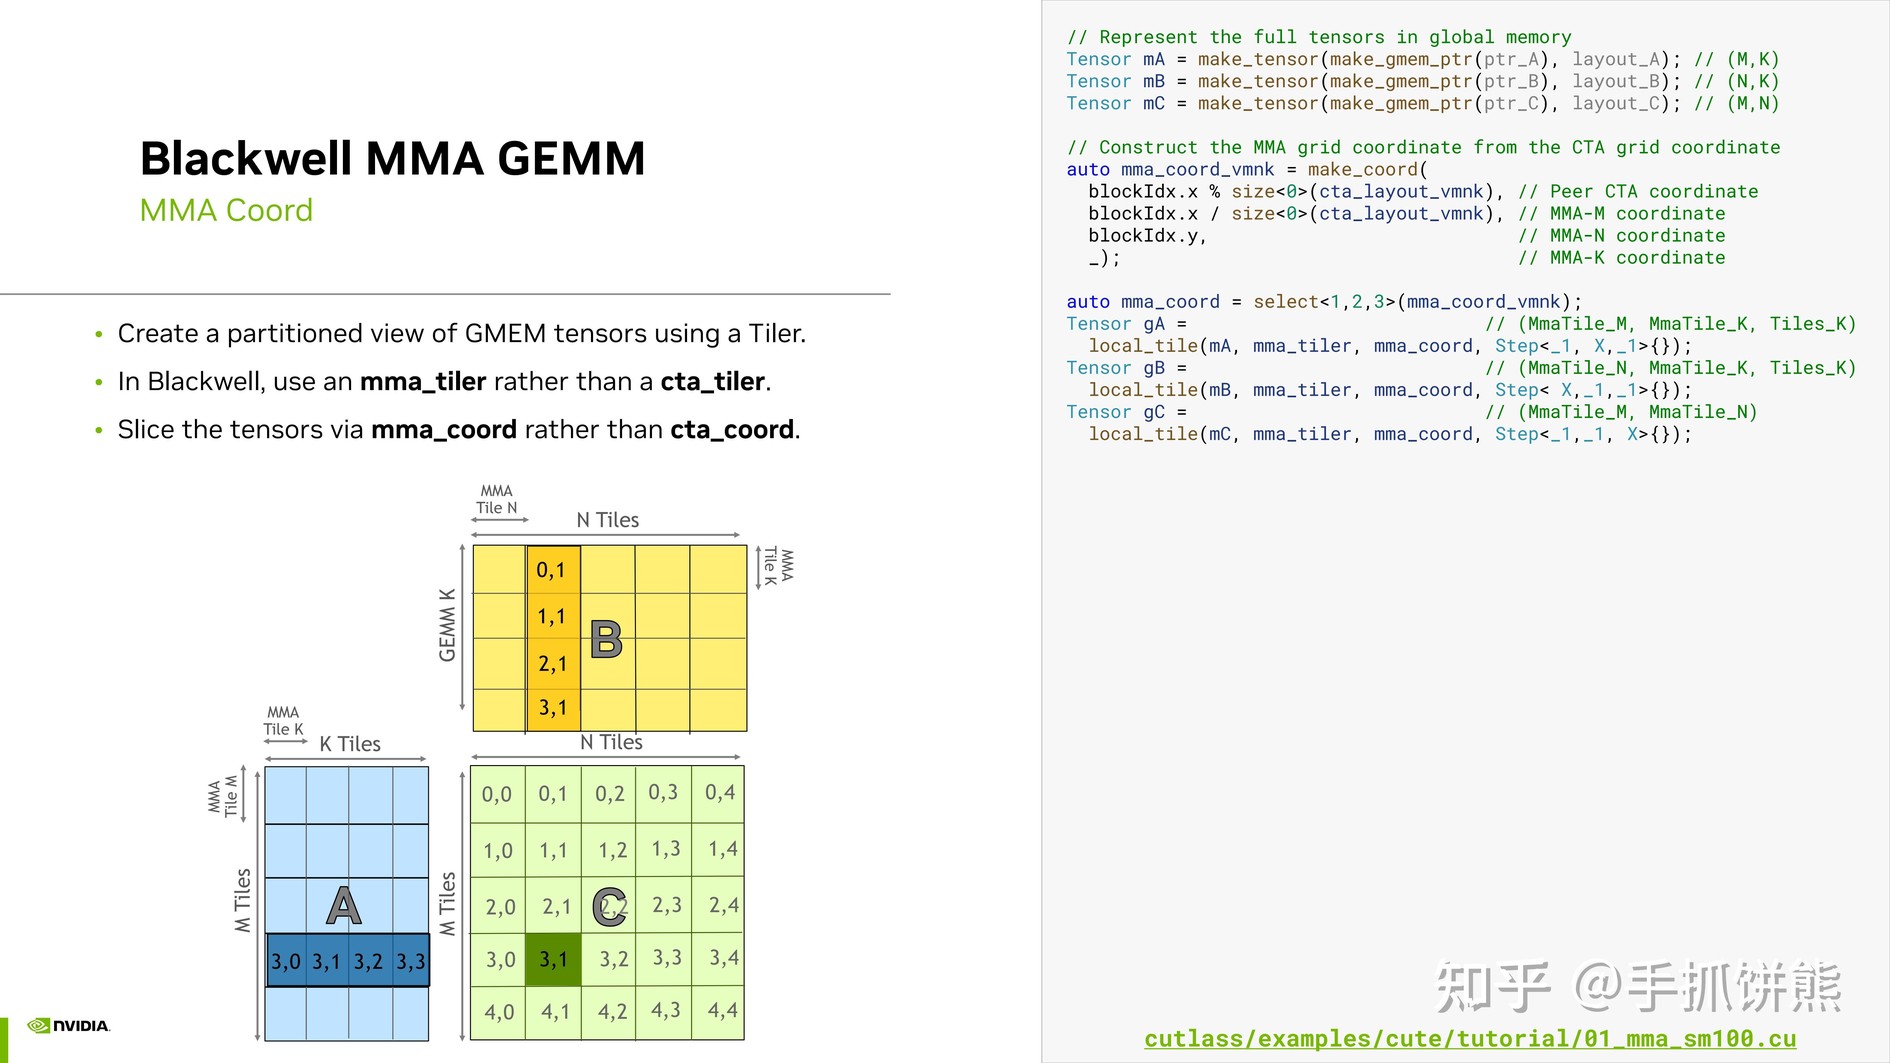 Blackwell MMA GEMM
MMA Coord
• Create a partitioned view of GMEM tensors using a Tiler.
• In Blackwell, use an mma_tiler rather than a cta_tiler.
• Slice the tensors via mma_coord rather than cta_coord.
MMA
Tile N
N Tiles
GEMM K
MMA
Tile K
0,1
1,1
2,1
3,1
B
MMA
Tile K
K Tiles
MMA
Tile M
M Tiles
A
3,0 3,1 3,2 3,3
N Tiles
M Tiles
0,0 0,1 0,2 0,3 0,4
1,0 1,1 1,2 1,3 1,4
2,0 2,1 2,2 2,3 2,4
C
3,0 3,1 3,2 3,3 3,4
4,0 4,1 4,2 4,3 4,4
NVIDIA.
// Represent the full tensors in global memory
Tensor mA = make_tensor(make_gmem_ptr(ptr_A), layout_A); // (M,K)
Tensor mB = make_tensor(make_gmem_ptr(ptr_B), layout_B); // (N,K)
Tensor mC = make_tensor(make_gmem_ptr(ptr_C), layout_C); // (M,N)
// Construct the MMA grid coordinate from the CTA grid coordinate
auto mma_coord_vmnk = make_coord(
blockIdx.x % size<0>(cta_layout_vmnk), // Peer CTA coordinate
blockIdx.x / size<0>(cta_layout_vmnk), // MMA-M coordinate
blockIdx.y, // MMA-N coordinate
_); // MMA-K coordinate
auto mma_coord = select<1,2,3>(mma_coord_vmnk);
Tensor gA = // (MmaTile_M, MmaTile_K, Tiles_K)
local_tile(mA, mma_tiler, mma_coord, Step<_1, X,_1>{});
Tensor gB = // (MmaTile_N, MmaTile_K, Tiles_K)
local_tile(mB, mma_tiler, mma_coord, Step< X,_1,_1>{});
Tensor gC = // (MmaTile_M, MmaTile_N)
local_tile(mC, mma_tiler, mma_coord, Step<_1,_1, X>{});
知乎 @手抓饼熊
cutlass/examples/cute/tutorial/01_mma_sm100.cu